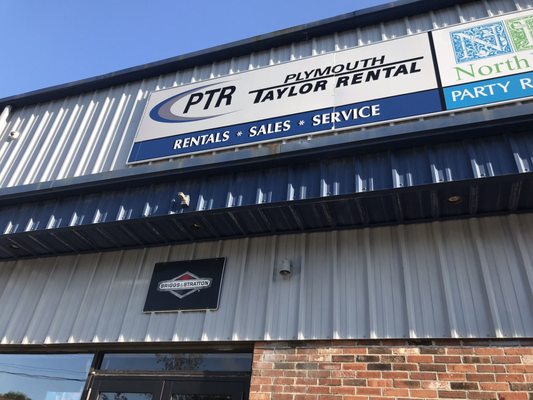 PTR
PLYMOUTH
TAYLOR RENTAL
RENTALS * SALES * SERVICE
North
PARTY
BRIGGS & STRATTON